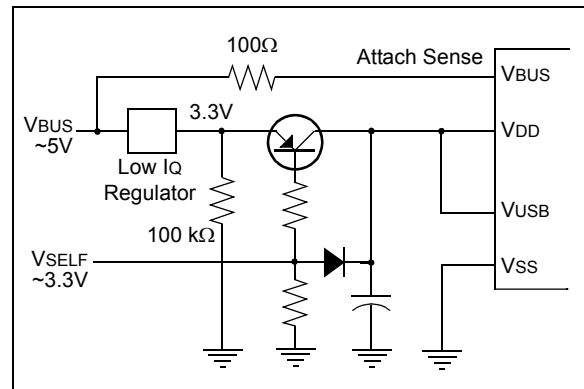 100Ω
Attach Sense
VBUS
3.3V
VBUS
~5V
VDD
Low IQ
Regulator
100 kΩ
VUSB
VSELF
~3.3V
VSS